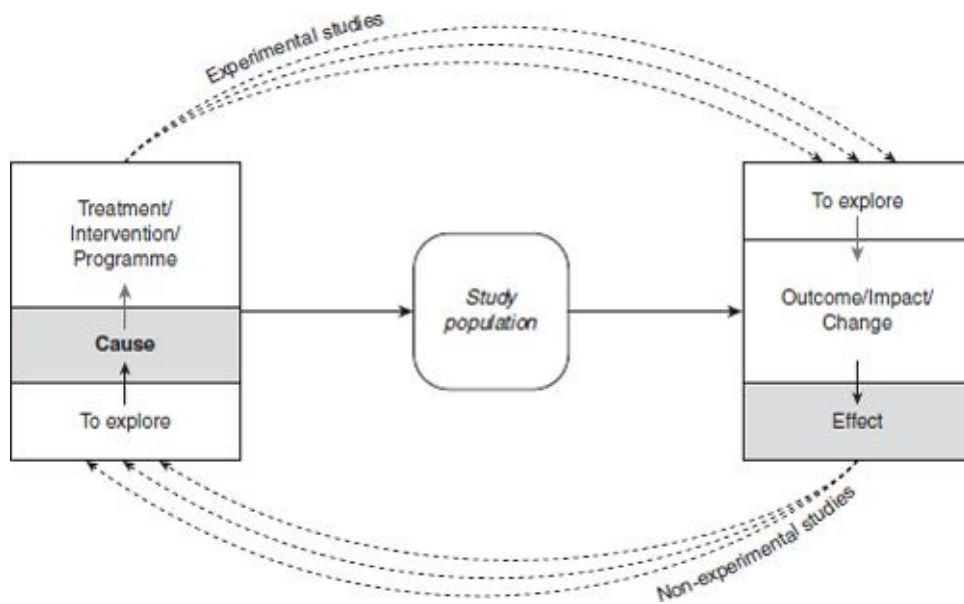 Experimental studies
Treatment/
Intervention/
Programme
Cause
To explore
Study
population
To explore
Outcome/Impact/
Change
Effect
Non-experimental studies